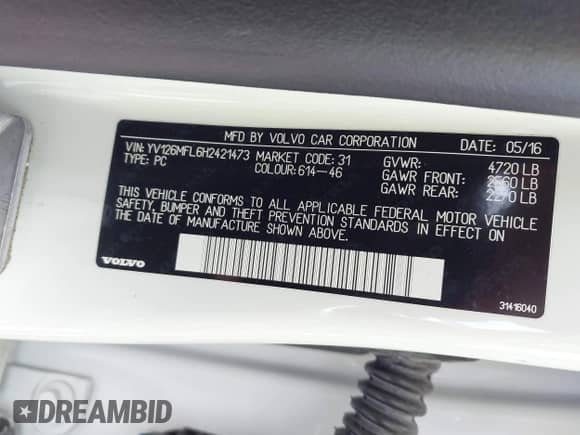 MFD BY VOLVO CAR CORPORATION DATE: 05/16
VIN: YV126MFL6H2421473 MARKET CODE: 31 GVWR: 4720 LB
TYPE: PC COLOUR: 614-46 GAWR FRONT: 2560 LB
GAWR REAR: 2270 LB
THIS VEHICLE CONFORMS TO ALL APPLICABLE FEDERAL MOTOR VEHICLE
SAFETY, BUMPER AND THEFT PREVENTION STANDARDS IN EFFECT ON
THE DATE OF MANUFACTURE SHOWN ABOVE.
VOLVO
31416040
DREAMBID